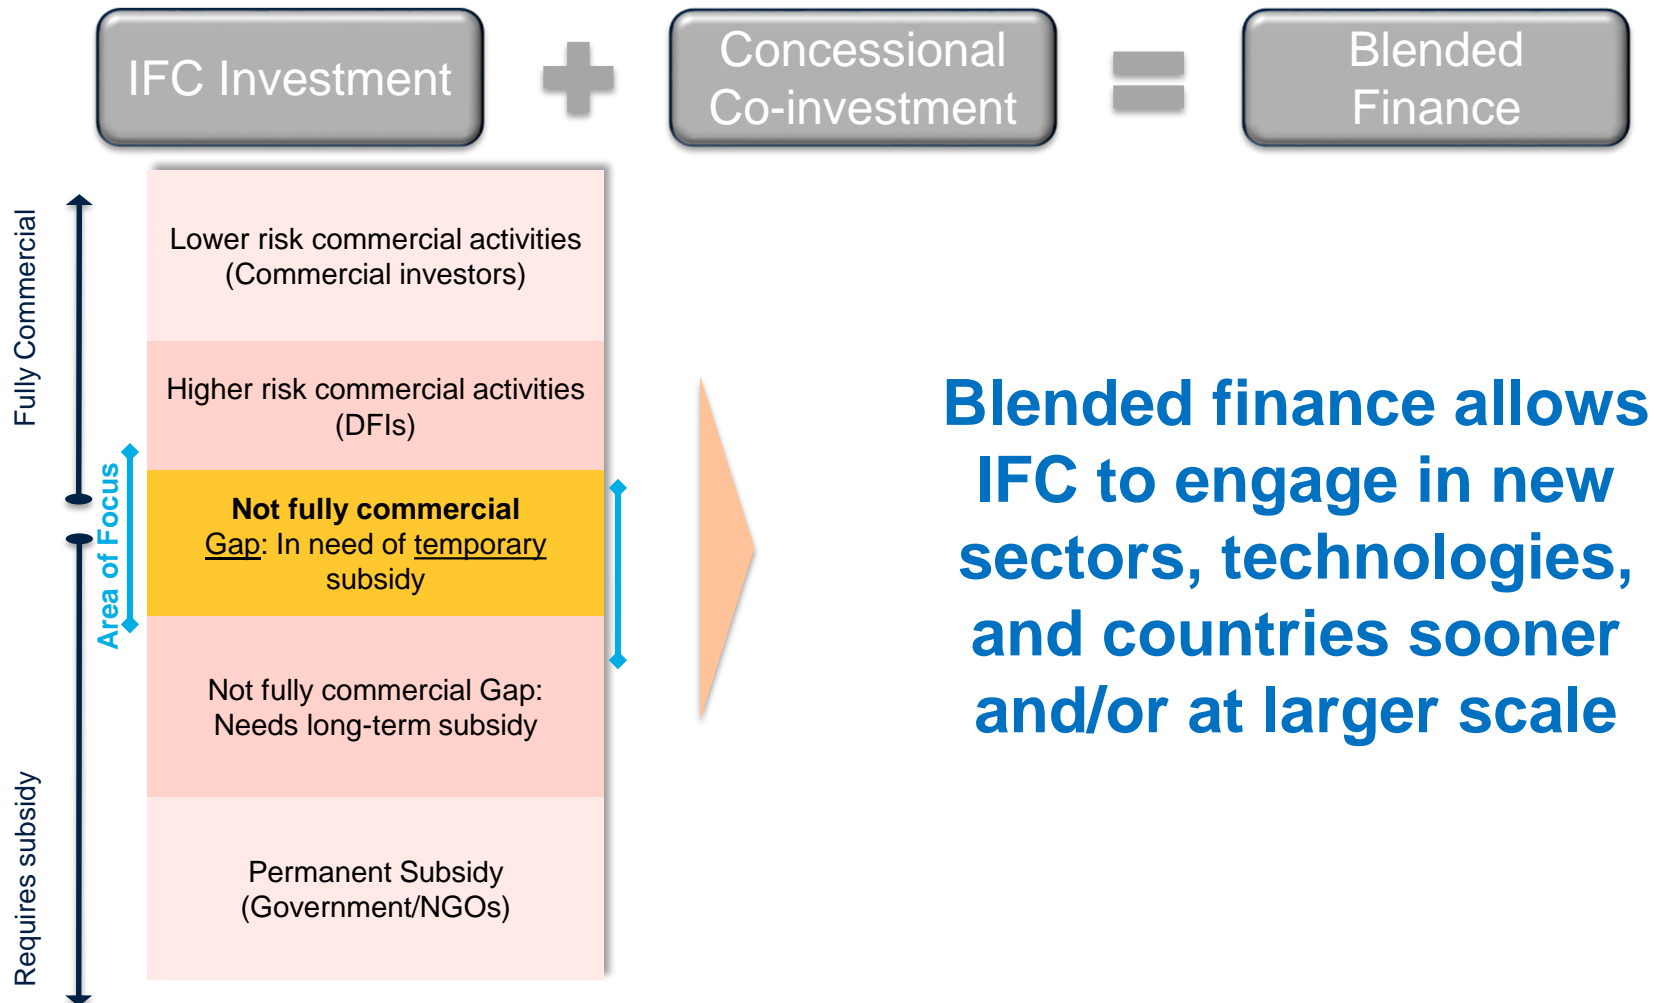 IFC Investment
Concessional
Co-investment
Blended
Finance
Fully Commercial
Area of Focus
Requires subsidy
Lower risk commercial activities
(Commercial investors)
Higher risk commercial activities
(DFIs)
Not fully commercial
Gap: In need of temporary
subsidy
Not fully commercial Gap:
Needs long-term subsidy
Permanent Subsidy
(Government/NGOs)
Blended finance allows
IFC to engage in new
sectors, technologies,
and countries sooner
and/or at larger scale